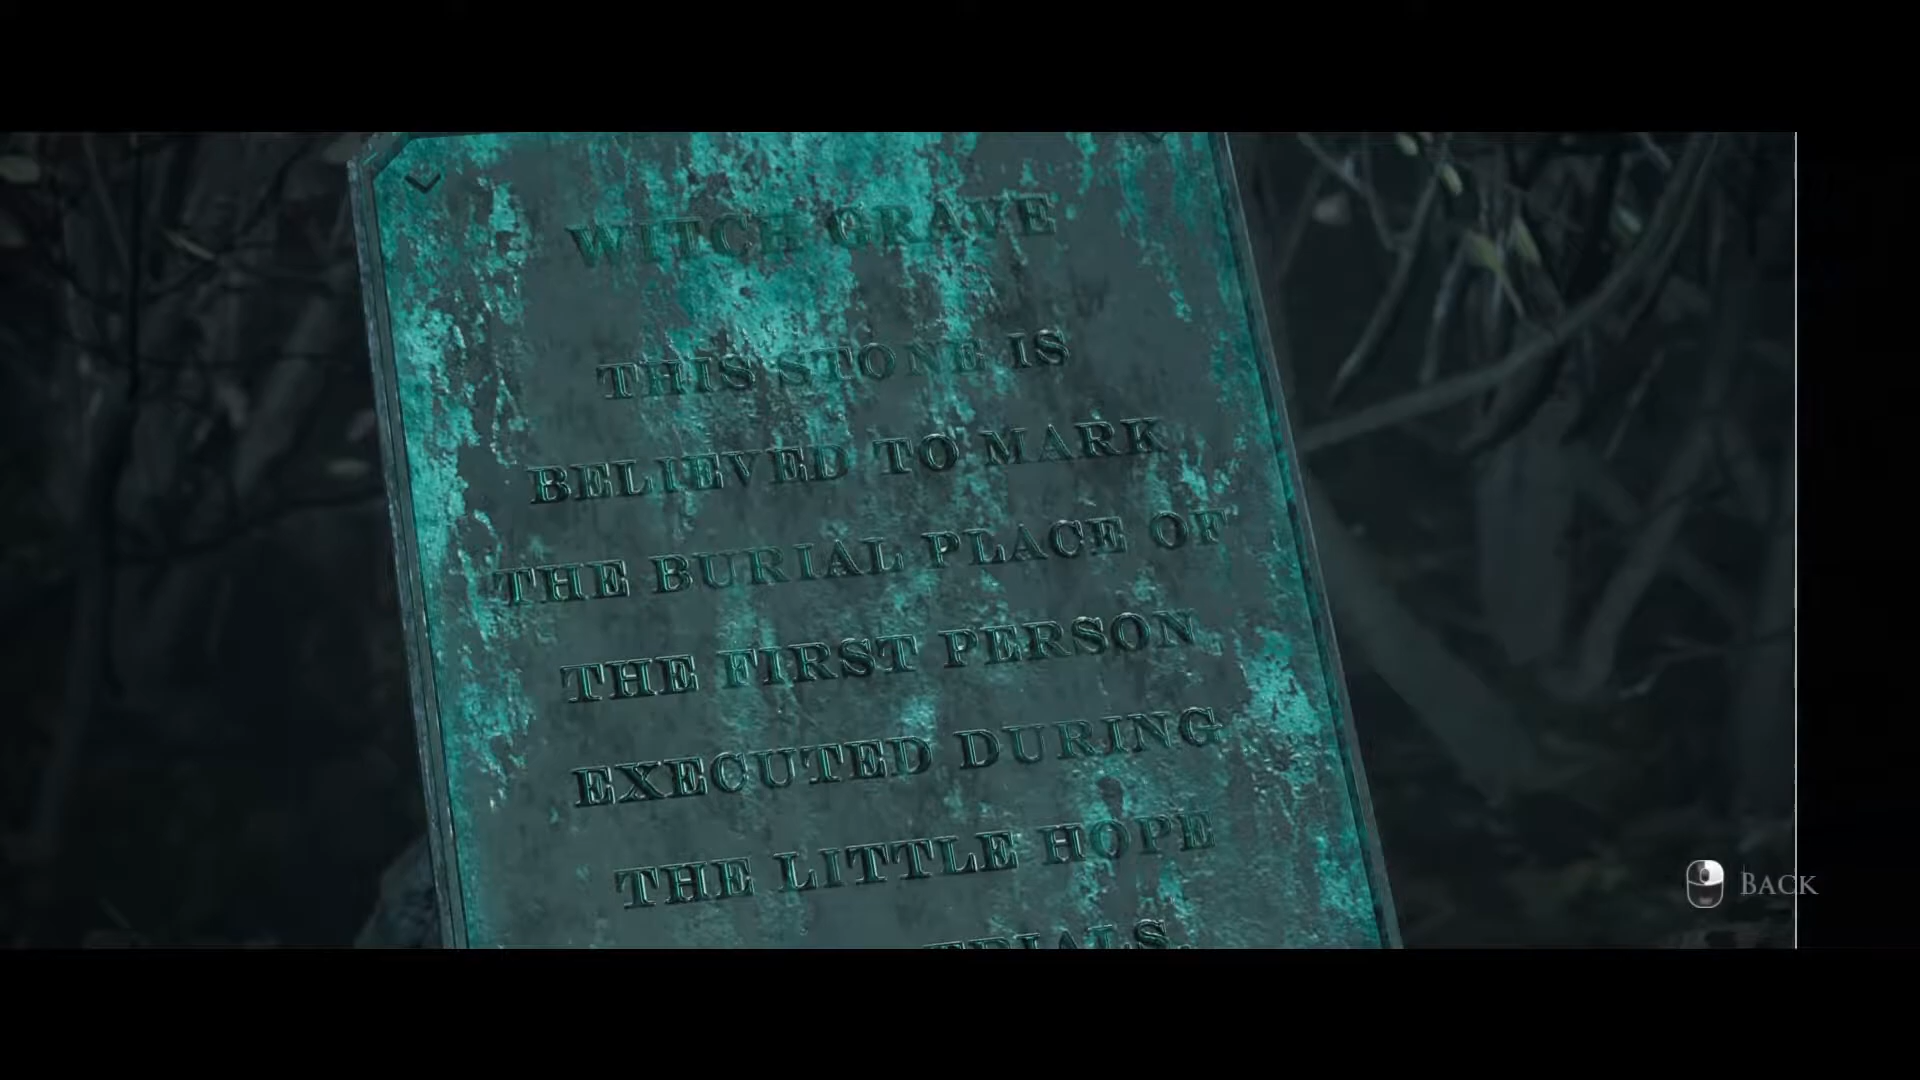 WITCH GRAVE
THIS STONE IS
BELIEVED TO MARK
THE BURIAL PLACE OF
THE FIRST PERSON
EXECUTED DURING
THE LITTLE HOPE
TRIALS.
BACK